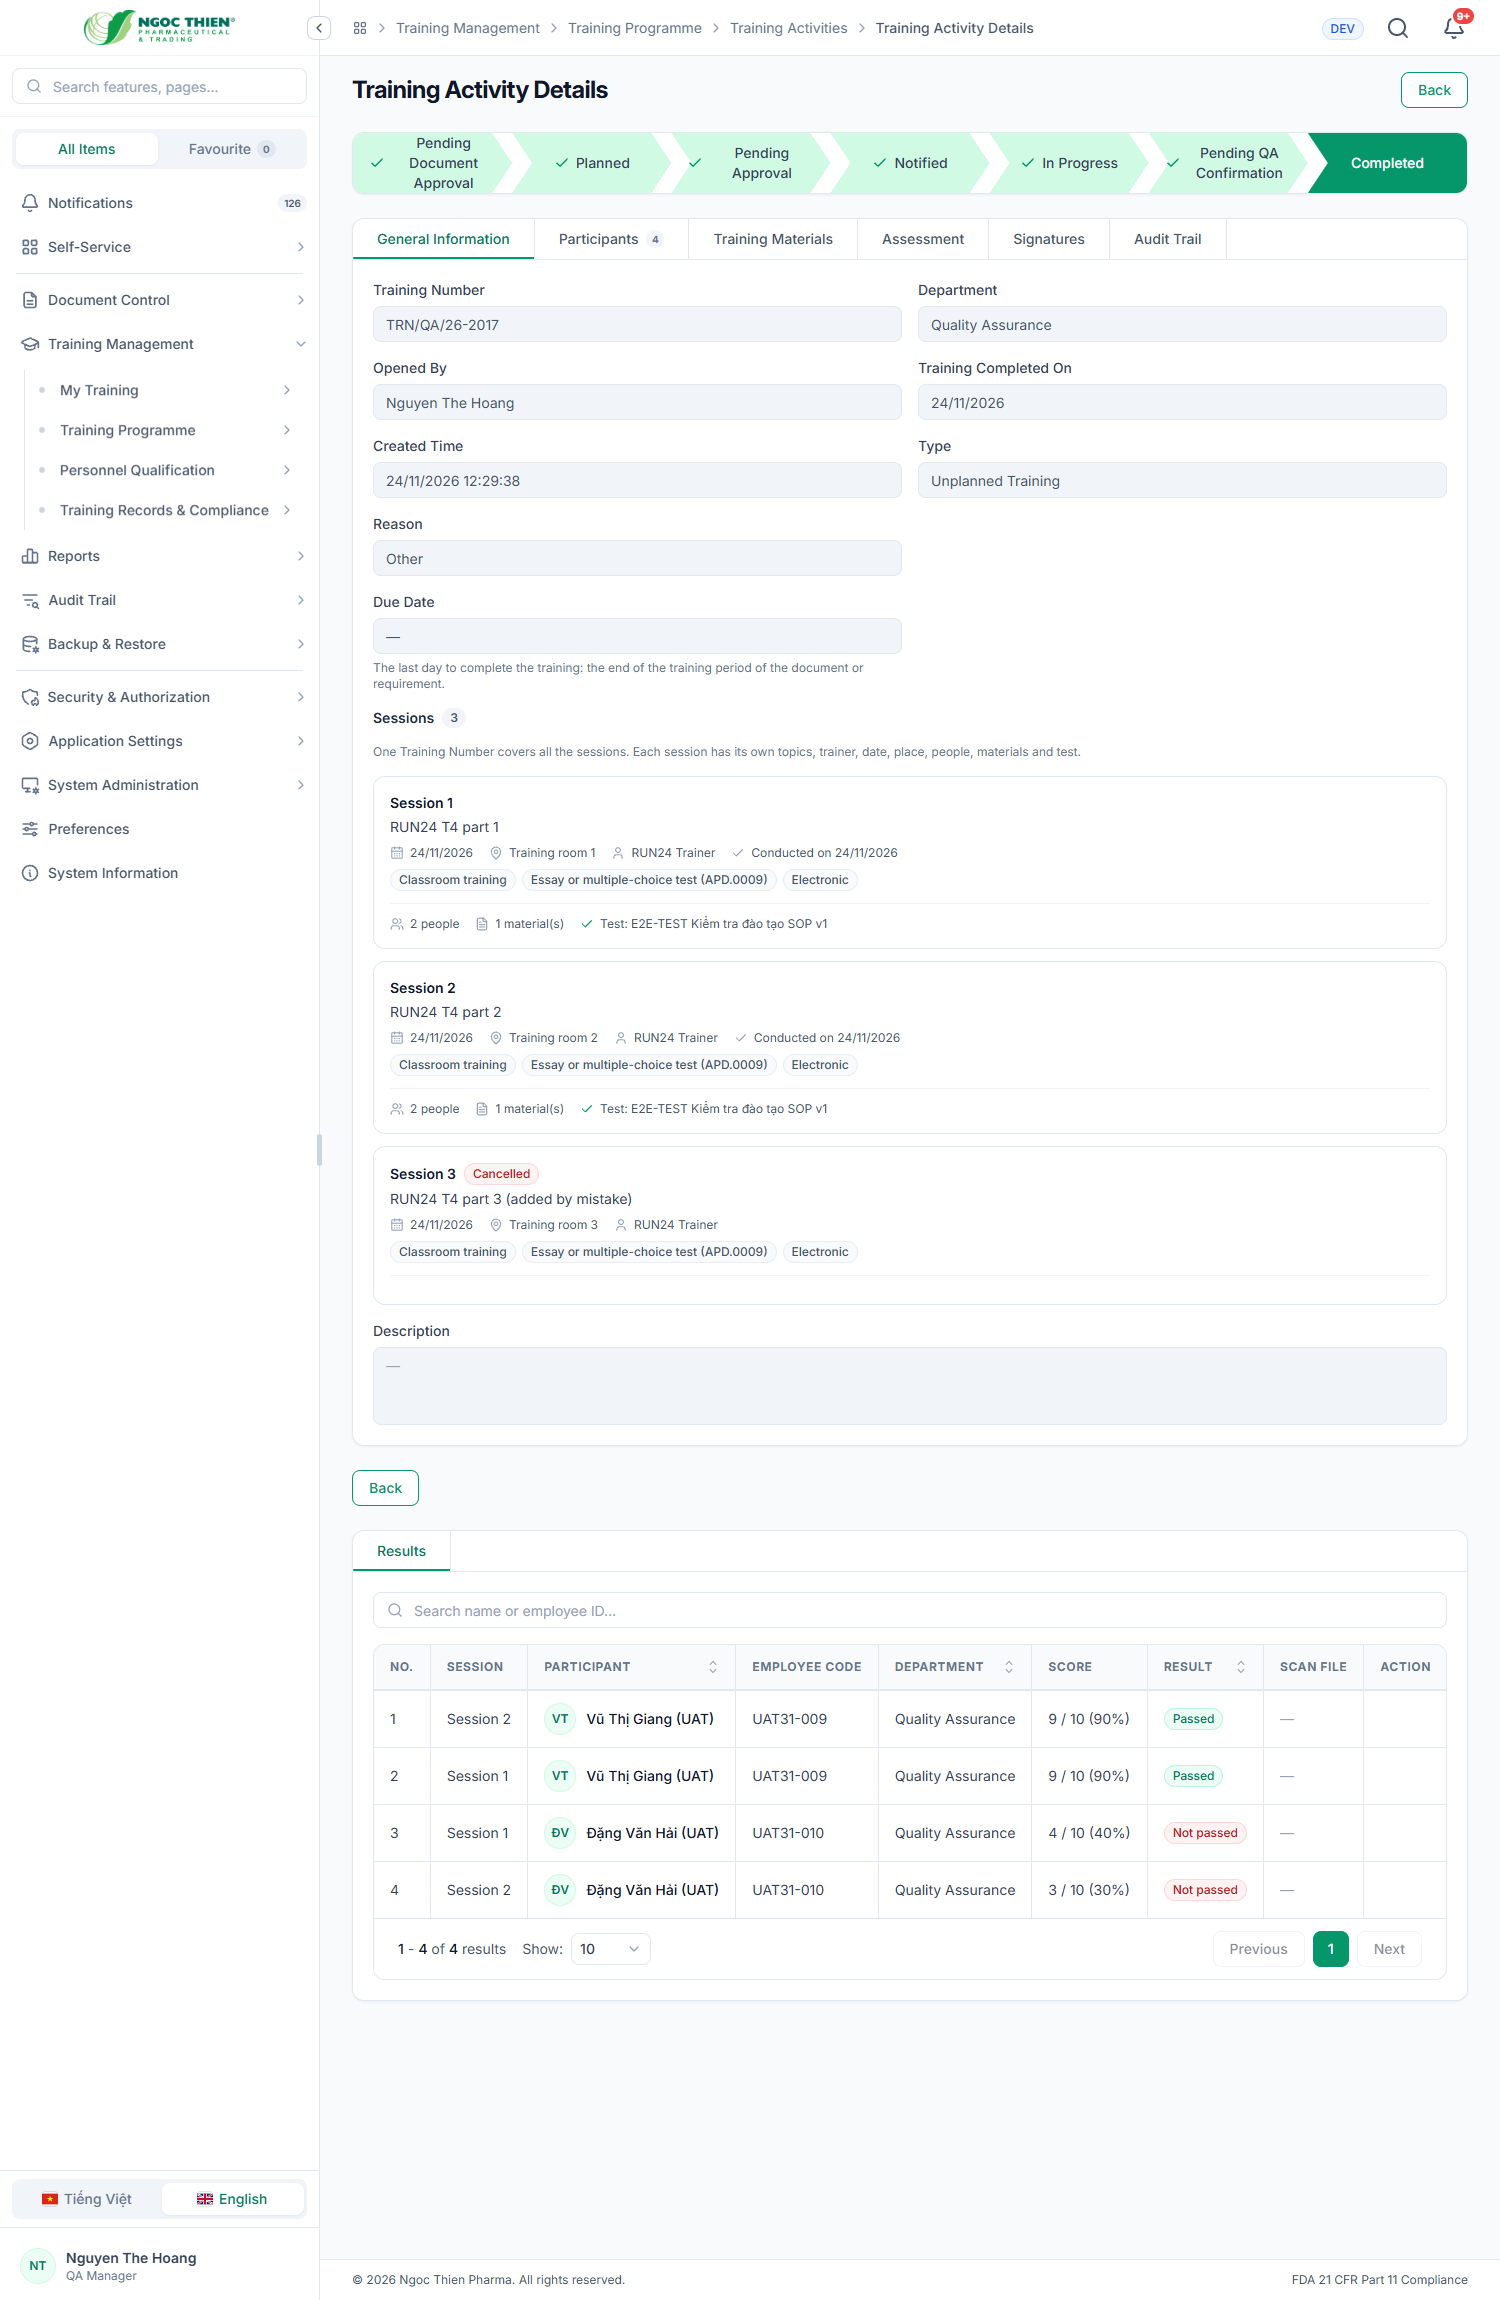 NGOC THIEN®
PHARMACEUTICAL
& TRADING
Search features, pages...
All Items
Favourite 0
Notifications 126
Self-Service
Document Control
Training Management
My Training
Training Programme
Personnel Qualification
Training Records & Compliance
Reports
Audit Trail
Backup & Restore
Security & Authorization
Application Settings
System Administration
Preferences
System Information
Tiếng Việt
English
NT
Nguyen The Hoang
QA Manager
Training Management > Training Programme > Training Activities > Training Activity Details
DEV
9+
Training Activity Details
Back
Pending Document Approval
Planned
Pending Approval
Notified
In Progress
Pending QA Confirmation
Completed
General Information
Participants 4
Training Materials
Assessment
Signatures
Audit Trail
Training Number
TRN/QA/26-2017
Department
Quality Assurance
Opened By
Nguyen The Hoang
Training Completed On
24/11/2026
Created Time
24/11/2026 12:29:38
Type
Unplanned Training
Reason
Other
Due Date
—
The last day to complete the training: the end of the training period of the document or
requirement.
Sessions 3
One Training Number covers all the sessions. Each session has its own topics, trainer, date, place, people, materials and test.
Session 1
RUN24 T4 part 1
24/11/2026 Training room 1 RUN24 Trainer Conducted on 24/11/2026
Classroom training Essay or multiple-choice test (APD.0009) Electronic
2 people 1 material(s) Test: E2E-TEST Kiểm tra đào tạo SOP v1
Session 2
RUN24 T4 part 2
24/11/2026 Training room 2 RUN24 Trainer Conducted on 24/11/2026
Classroom training Essay or multiple-choice test (APD.0009) Electronic
2 people 1 material(s) Test: E2E-TEST Kiểm tra đào tạo SOP v1
Session 3 Cancelled
RUN24 T4 part 3 (added by mistake)
24/11/2026 Training room 3 RUN24 Trainer
Classroom training Essay or multiple-choice test (APD.0009) Electronic
Description
—
Back
Results
Search name or employee ID...
NO. SESSION PARTICIPANT EMPLOYEE CODE DEPARTMENT SCORE RESULT SCAN FILE ACTION
1 Session 2 VT Vũ Thị Giang (UAT) UAT31-009 Quality Assurance 9 / 10 (90%) Passed —
2 Session 1 VT Vũ Thị Giang (UAT) UAT31-009 Quality Assurance 9 / 10 (90%) Passed —
3 Session 1 ĐV Đặng Văn Hải (UAT) UAT31-010 Quality Assurance 4 / 10 (40%) Not passed —
4 Session 2 ĐV Đặng Văn Hải (UAT) UAT31-010 Quality Assurance 3 / 10 (30%) Not passed —
1 - 4 of 4 results Show: 10 Previous 1 Next
© 2026 Ngoc Thien Pharma. All rights reserved.
FDA 21 CFR Part 11 Compliance